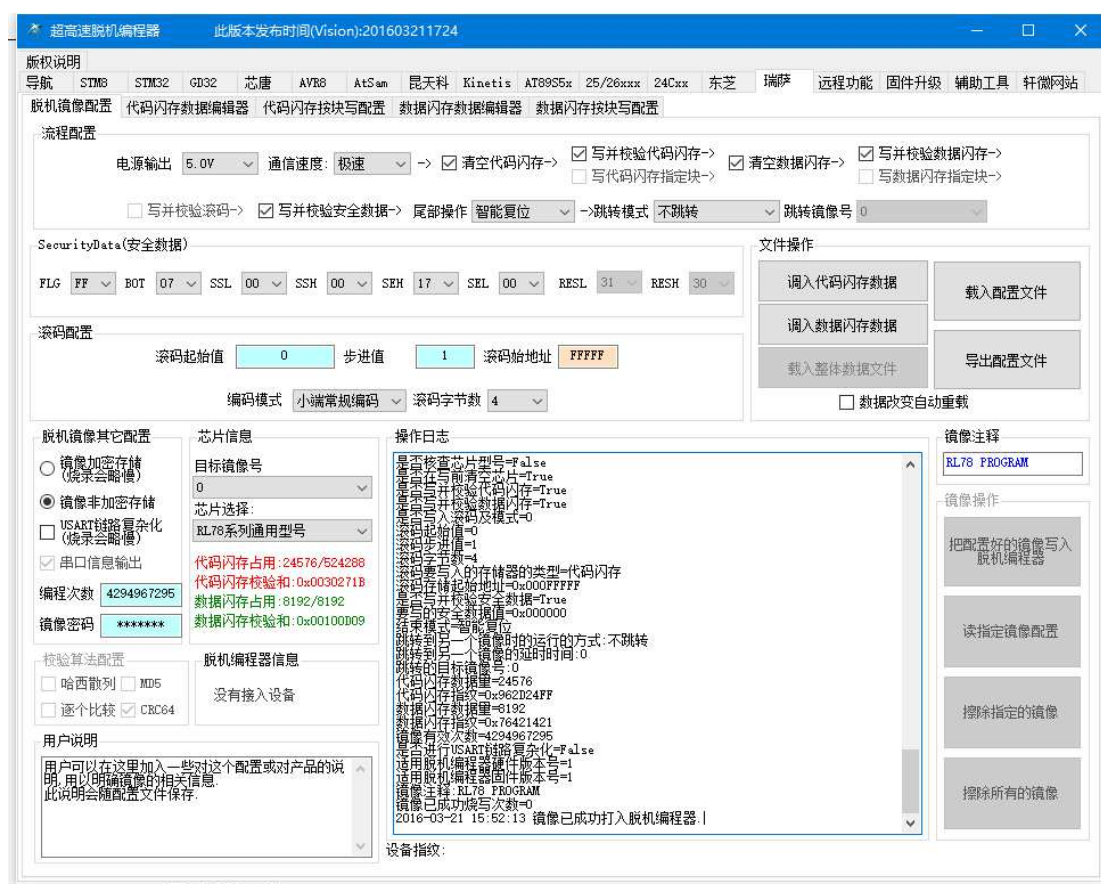 超高速脱机编程器 此版本发布时间(Vision):201603211724
版权说明
导航 STM8 STM32 GD32 芯唐 AVR8 AtSam 昆天科 Kinetis AT89S5x 25/26xxx 24Cxx 东芝 瑞萨 远程功能 固件升级 辅助工具 轩微网站
脱机镜像配置 代码闪存数据编辑器 代码闪存按块写配置 数据闪存数据编辑器 数据闪存按块写配置
流程配置
电源输出 5.0V 通信速度: 极速 -> 清空代码闪存-> 写并校验代码闪存-> 清空数据闪存-> 写并校验数据闪存->
写代码闪存指定块-> 写数据闪存指定块->
写并校验滚码-> 写并校验安全数据-> 尾部操作 智能复位 ->跳转模式 不跳转 跳转镜像号 0
SecurityData(安全数据)
FLG FF BOT 07 SSL 00 SSH 00 SEH 17 SEL 00 RESL 31 RESH 30
文件操作
调入代码闪存数据 载入配置文件
调入数据闪存数据
载入整体数据文件 导出配置文件
数据改变自动重载
滚码配置
滚码起始值 0 步进值 1 滚码始地址 FFFFF
编码模式 小端常规编码 滚码字节数 4
脱机镜像其它配置
镜像加密存储
(烧录会略慢)
镜像非加密存储
USART链路复杂化
(烧录会略慢)
串口信息输出
编程次数 4294967295
镜像密码 *******
芯片信息
目标镜像号
0
芯片选择:
RL78系列通用型号
代码闪存占用:24576/524288
代码闪存校验和:0x0030271B
数据闪存占用:8192/8192
数据闪存校验和:0x00100D09
校验算法配置
哈西散列 MD5
逐个比较 CRC64
脱机编程器信息
没有接入设备
用户说明
用户可以在这里加入一些对这个配置或对产品的说
明,用以明确镜像的相关信息.
此说明会随配置文件保存.
操作日志
是否核查芯片型号=False
是否在写前清空芯片=True
是否写并校验代码闪存=True
是否写并校验数据闪存=True
是否写入滚码及模式=0
滚码起始值=0
滚码步进值=1
滚码字节数=4
滚码要写入的存储器的类型=代码闪存
滚码存储起始地址=0x000FFFFF
是否写并校验安全数据=True
要写的安全数据值=0x000000
结束模式=智能复位
跳转到另一个镜像时的运行的方式:不跳转
跳转到另一个镜像的延时时间:0
跳转的目标镜像号:0
代码闪存数据量=24576
代码闪存指纹=0x962D24FF
数据闪存数据量=8192
数据闪存指纹=0x76421421
镜像有效次数=4294967295
是否进行USART链路复杂化=False
适用脱机编程器硬件版本号=1
适用脱机编程器固件版本号=1
镜像注释:RL78 PROGRAM
镜像已成功烧写次数=0
2016-03-21 15:52:13 镜像已成功打入脱机编程器.
设备指纹:
镜像注释
RL78 PROGRAM
镜像操作
把配置好的镜像写入
脱机编程器
读指定镜像配置
擦除指定的镜像
擦除所有的镜像